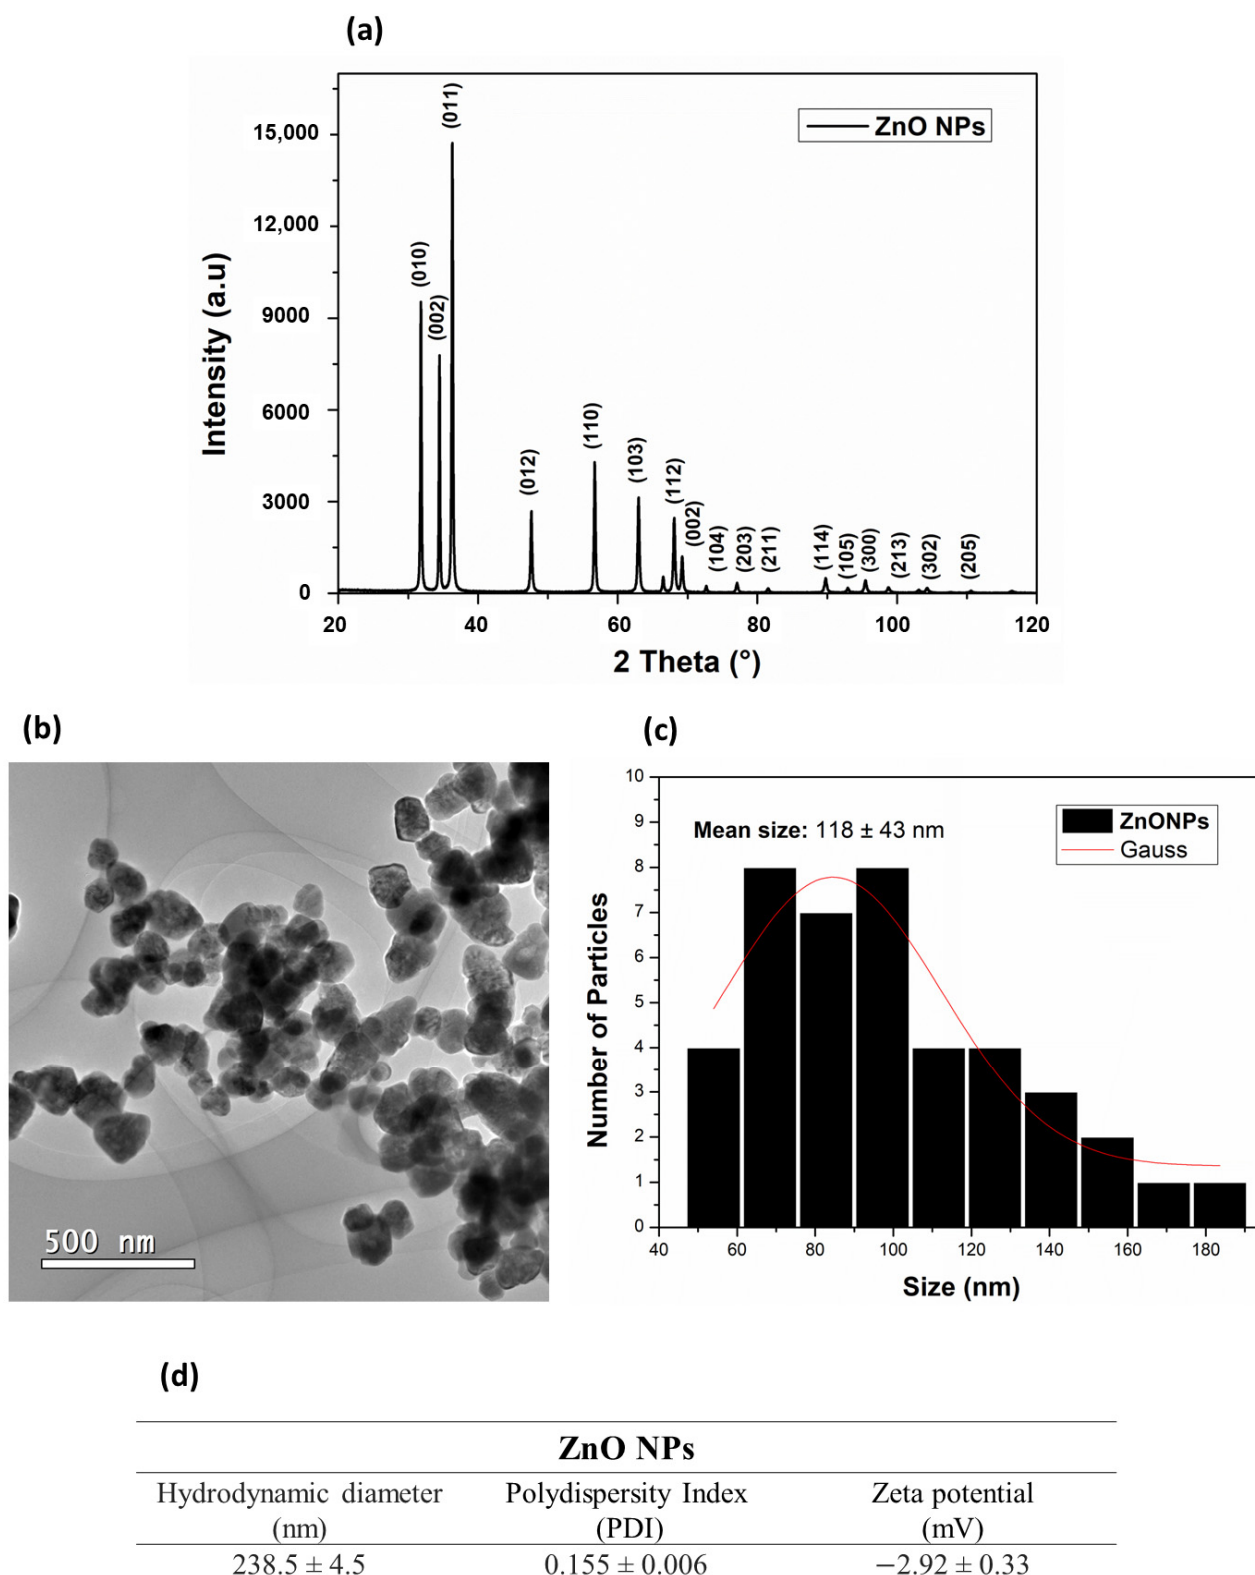 (a)
ZnO NPs
Intensity (a.u)
15,000
12,000
9000
6000
3000
0
(010)
(002)
(011)
(012)
(110)
(103)
(112)
(002)
(104)
(203)
(211)
(114)
(105)
(300)
(213)
(302)
(205)
20 40 60 80 100 120
2 Theta (°)
(b)
500 nm
(c)
Mean size: 118 ± 43 nm
ZnONPs
Gauss
Number of Particles
10
9
8
7
6
5
4
3
2
1
0
40 60 80 100 120 140 160 180
Size (nm)
(d)
ZnO NPs
Hydrodynamic diameter Polydispersity Index Zeta potential
(nm) (PDI) (mV)
238.5 ± 4.5 0.155 ± 0.006 −2.92 ± 0.33